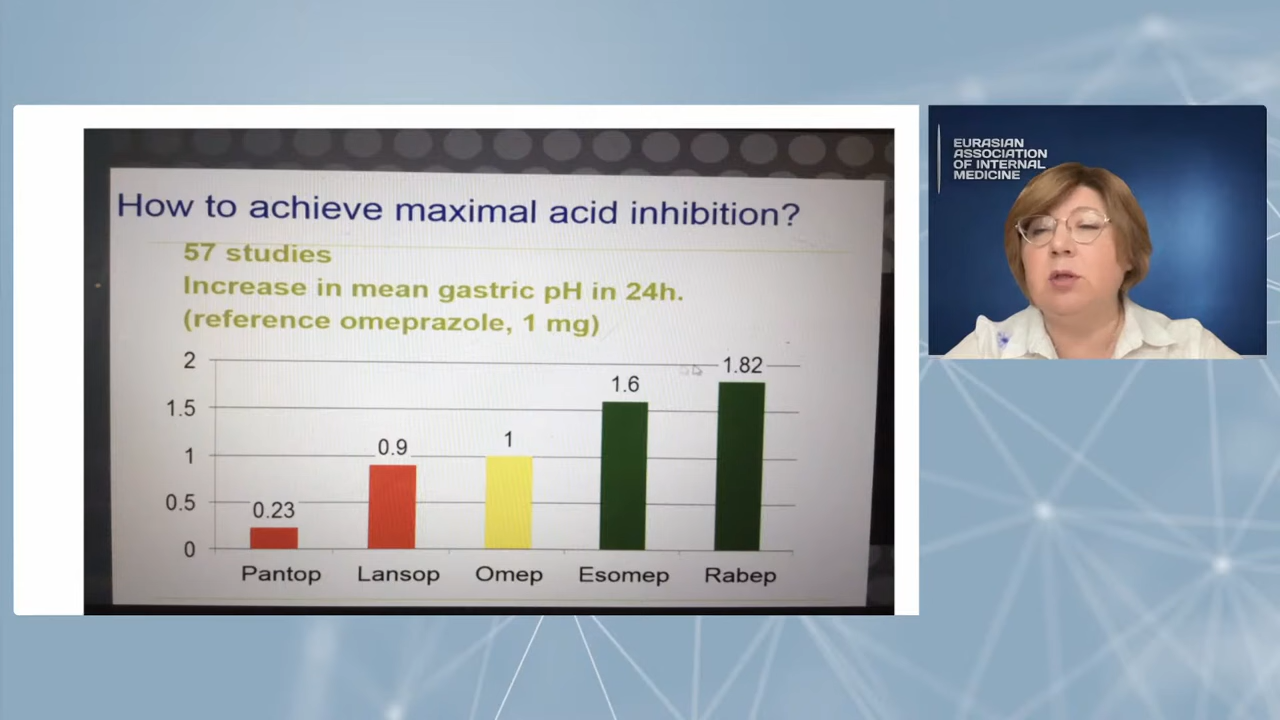 How to achieve maximal acid inhibition?
57 studies
Increase in mean gastric pH in 24h.
(reference omeprazole, 1 mg)
2
1.5
1
0.5
0
0.23
0.9
1
1.6
1.82
Pantop
Lansop
Omep
Esomep
Rabep
EURASIAN
ASSOCIATION
OF INTERNAL
MEDICINE